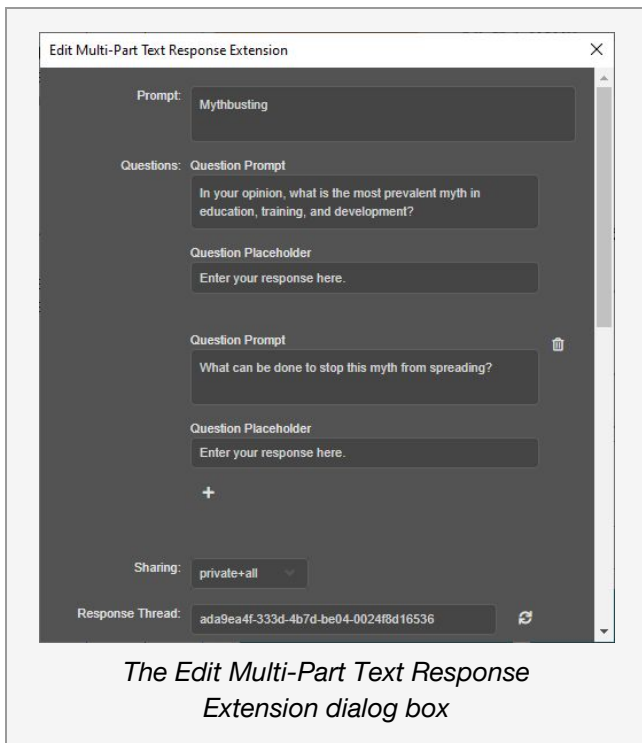 Edit Multi-Part Text Response Extension
Prompt:
Mythbusting
Questions:
Question Prompt
In your opinion, what is the most prevalent myth in
education, training, and development?
Question Placeholder
Enter your response here.
Question Prompt
What can be done to stop this myth from spreading?
Question Placeholder
Enter your response here.
+
Sharing:
private+all
Response Thread:
ada9ea4f-333d-4b7d-be04-0024f8d16536
The Edit Multi-Part Text Response
Extension dialog box